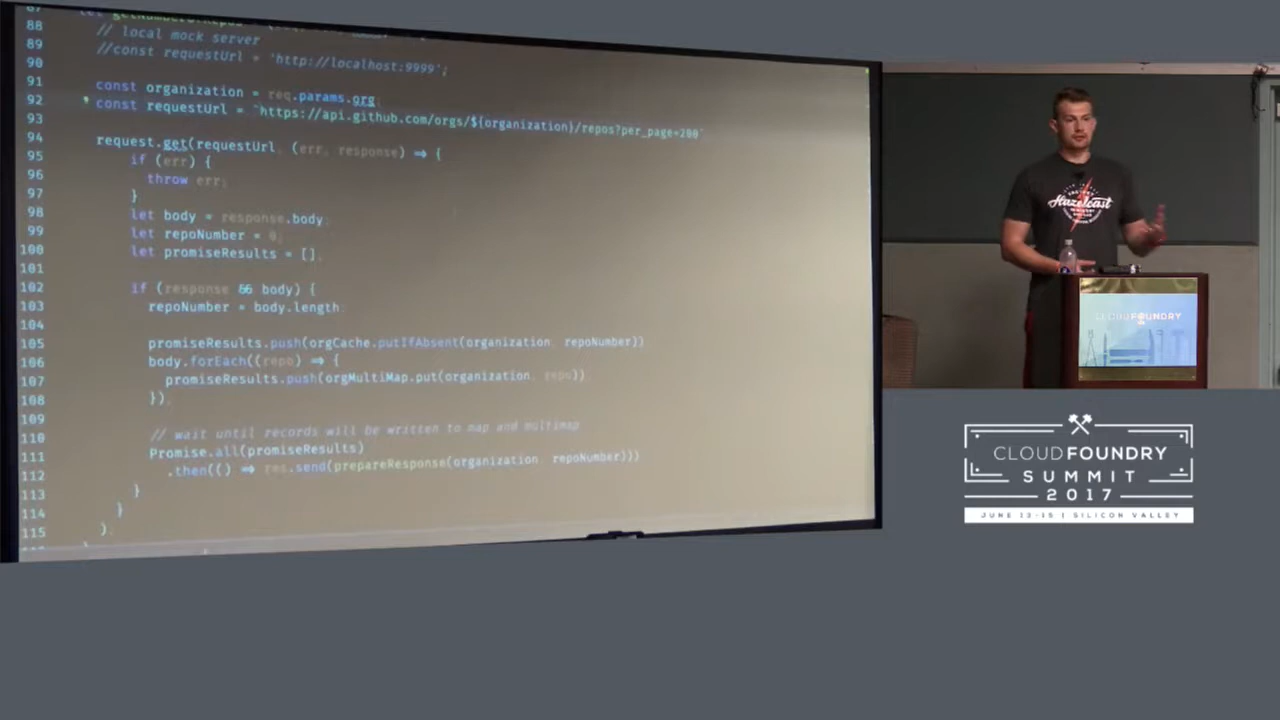 87 let getNumberOfRepos
88 // local mock server
89 //const requestUrl = 'http://localhost:9999';
90
91 const organization = req.params.org;
92 const requestUrl = `https://api.github.com/orgs/${organization}/repos?per_page=200`
93
94 request.get(requestUrl, (err, response) => {
95 if (err) {
96 throw err;
97 }
98 let body = response.body;
99 let repoNumber = 0;
100 let promiseResults = [];
101
102 if (response && body) {
103 repoNumber = body.length;
104
105 promiseResults.push(orgCache.putIfAbsent(organization, repoNumber))
106 body.forEach((repo) => {
107 promiseResults.push(orgMultiMap.put(organization, repo));
108 });
109
110 // wait until records will be written to map and multimap
111 Promise.all(promiseResults)
112 .then(() => res.send(prepareResponse(organization, repoNumber)))
113 }
114 }
115 );
hazelcast
CLOUDFOUNDRY
CLOUDFOUNDRY
SUMMIT
2017
JUNE 13-15 | SILICON VALLEY